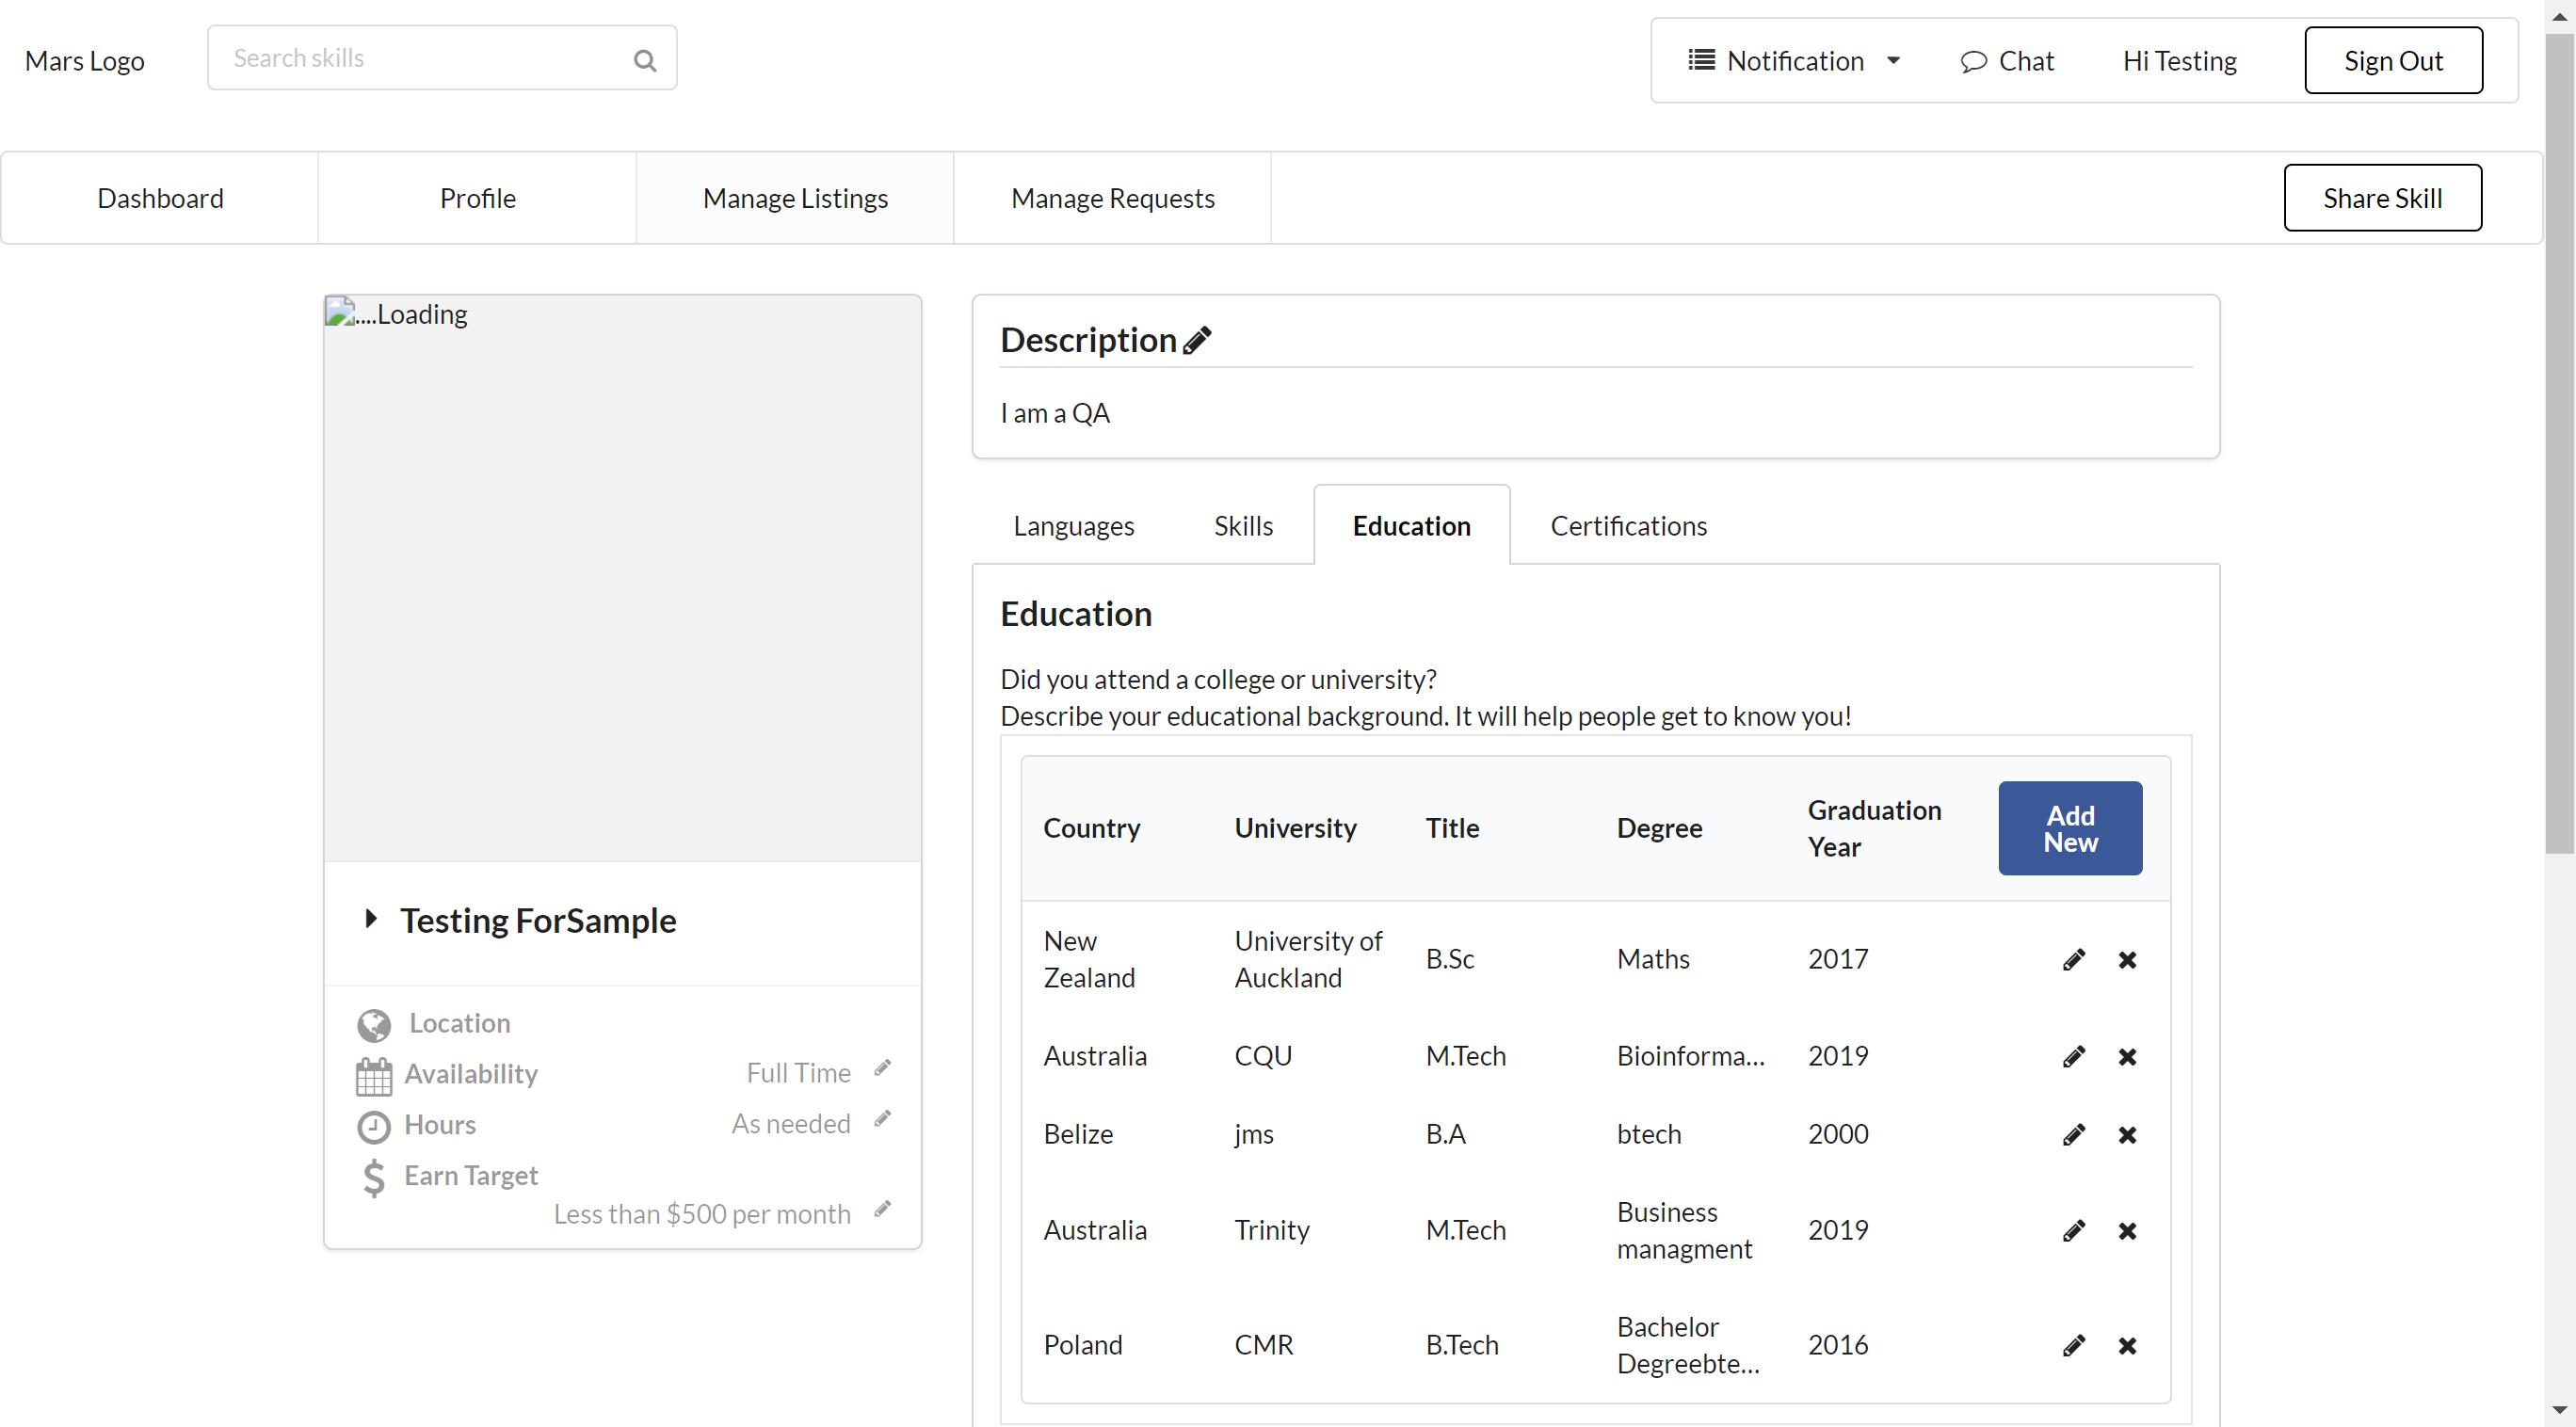 Mars Logo
Search skills
Notification
Chat
Hi Testing
Sign Out
Dashboard
Profile
Manage Listings
Manage Requests
Share Skill
....Loading
Testing ForSample
Location
Availability
Full Time
Hours
As needed
Earn Target
Less than $500 per month
Description
I am a QA
Languages
Skills
Education
Certifications
Education
Did you attend a college or university?
Describe your educational background. It will help people get to know you!
Country
University
Title
Degree
Graduation
Year
Add
New
New
Zealand
University of
Auckland
B.Sc
Maths
2017
Australia
CQU
M.Tech
Bioinforma...
2019
Belize
jms
B.A
btech
2000
Australia
Trinity
M.Tech
Business
managment
2019
Poland
CMR
B.Tech
Bachelor
Degreebte...
2016